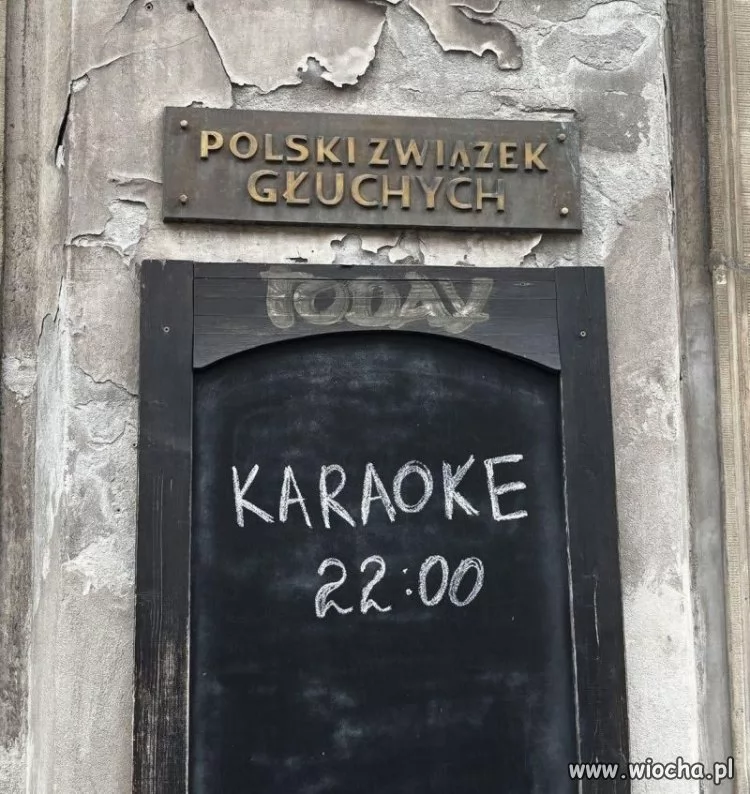 POLSKI ZWIĄZEK
GŁUCHYCH
TODAY
KARAOKE
22:00
www.wiocha.pl